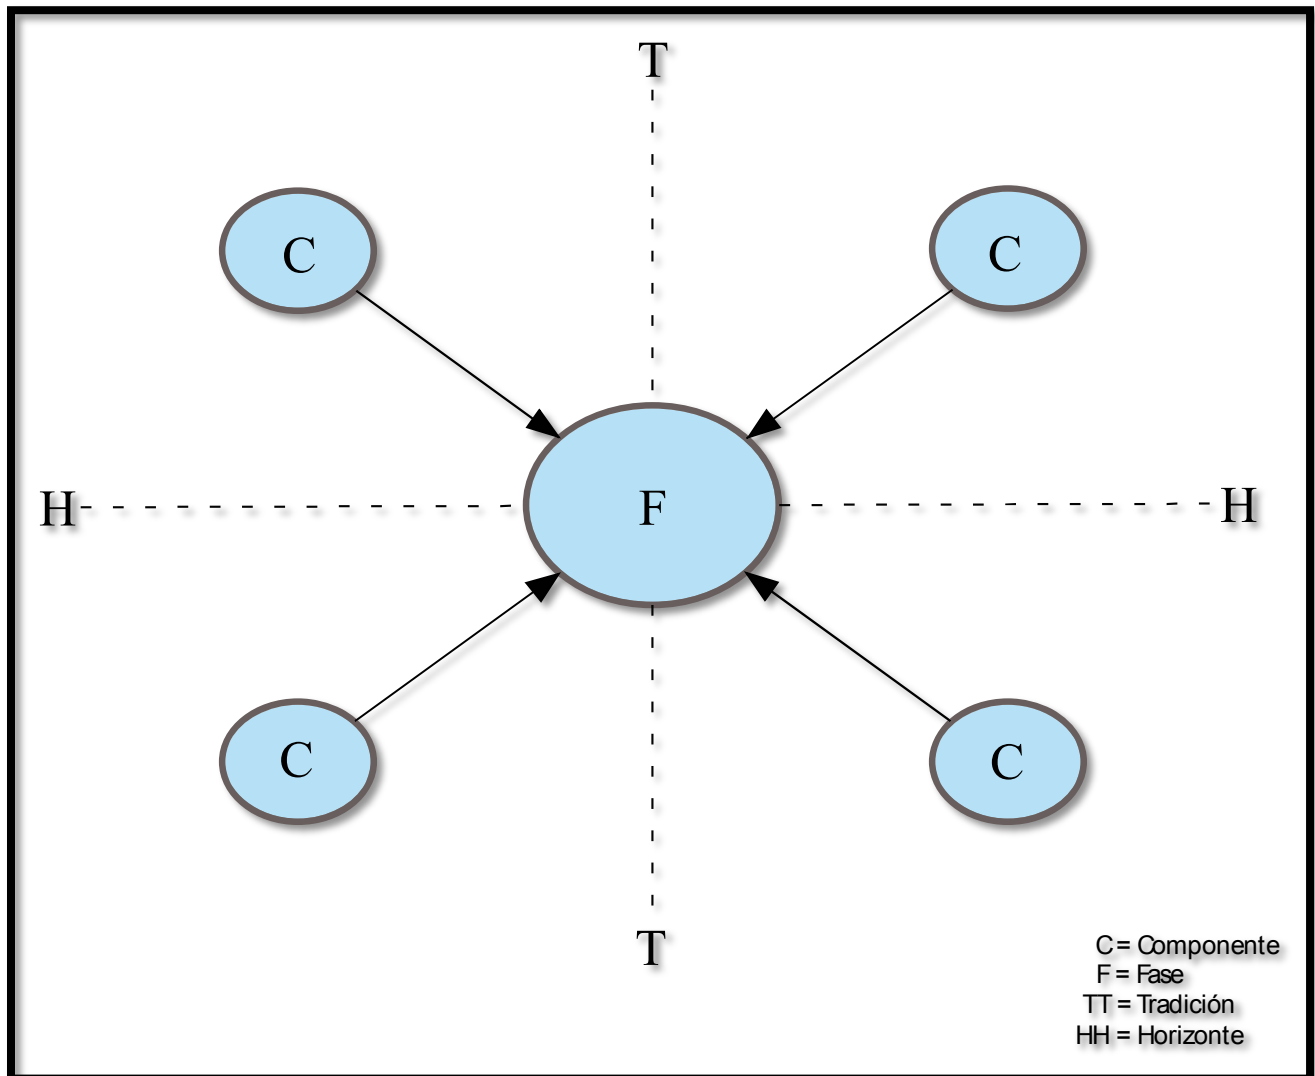 T
C C
H F H
C C
T
C = Componente
F = Fase
TT = Tradición
HH = Horizonte